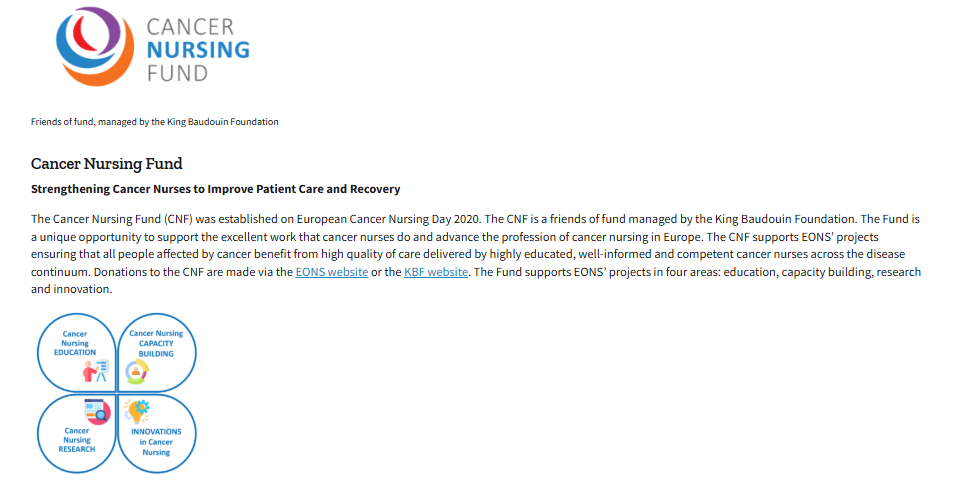 CANCER
NURSING
FUND
Friends of fund, managed by the King Baudouin Foundation
Cancer Nursing Fund
Strengthening Cancer Nurses to Improve Patient Care and Recovery
The Cancer Nursing Fund (CNF) was established on European Cancer Nursing Day 2020. The CNF is a friends of fund managed by the King Baudouin Foundation. The Fund is
a unique opportunity to support the excellent work that cancer nurses do and advance the profession of cancer nursing in Europe. The CNF supports EONS' projects
ensuring that all people affected by cancer benefit from high quality of care delivered by highly educated, well-informed and competent cancer nurses across the disease
continuum. Donations to the CNF are made via the EONS website or the KBF website. The Fund supports EONS' projects in four areas: education, capacity building, research
and innovation.
Cancer
Nursing
EDUCATION
Cancer Nursing
CAPACITY
BUILDING
Cancer
Nursing
RESEARCH
INNOVATIONS
in Cancer
Nursing